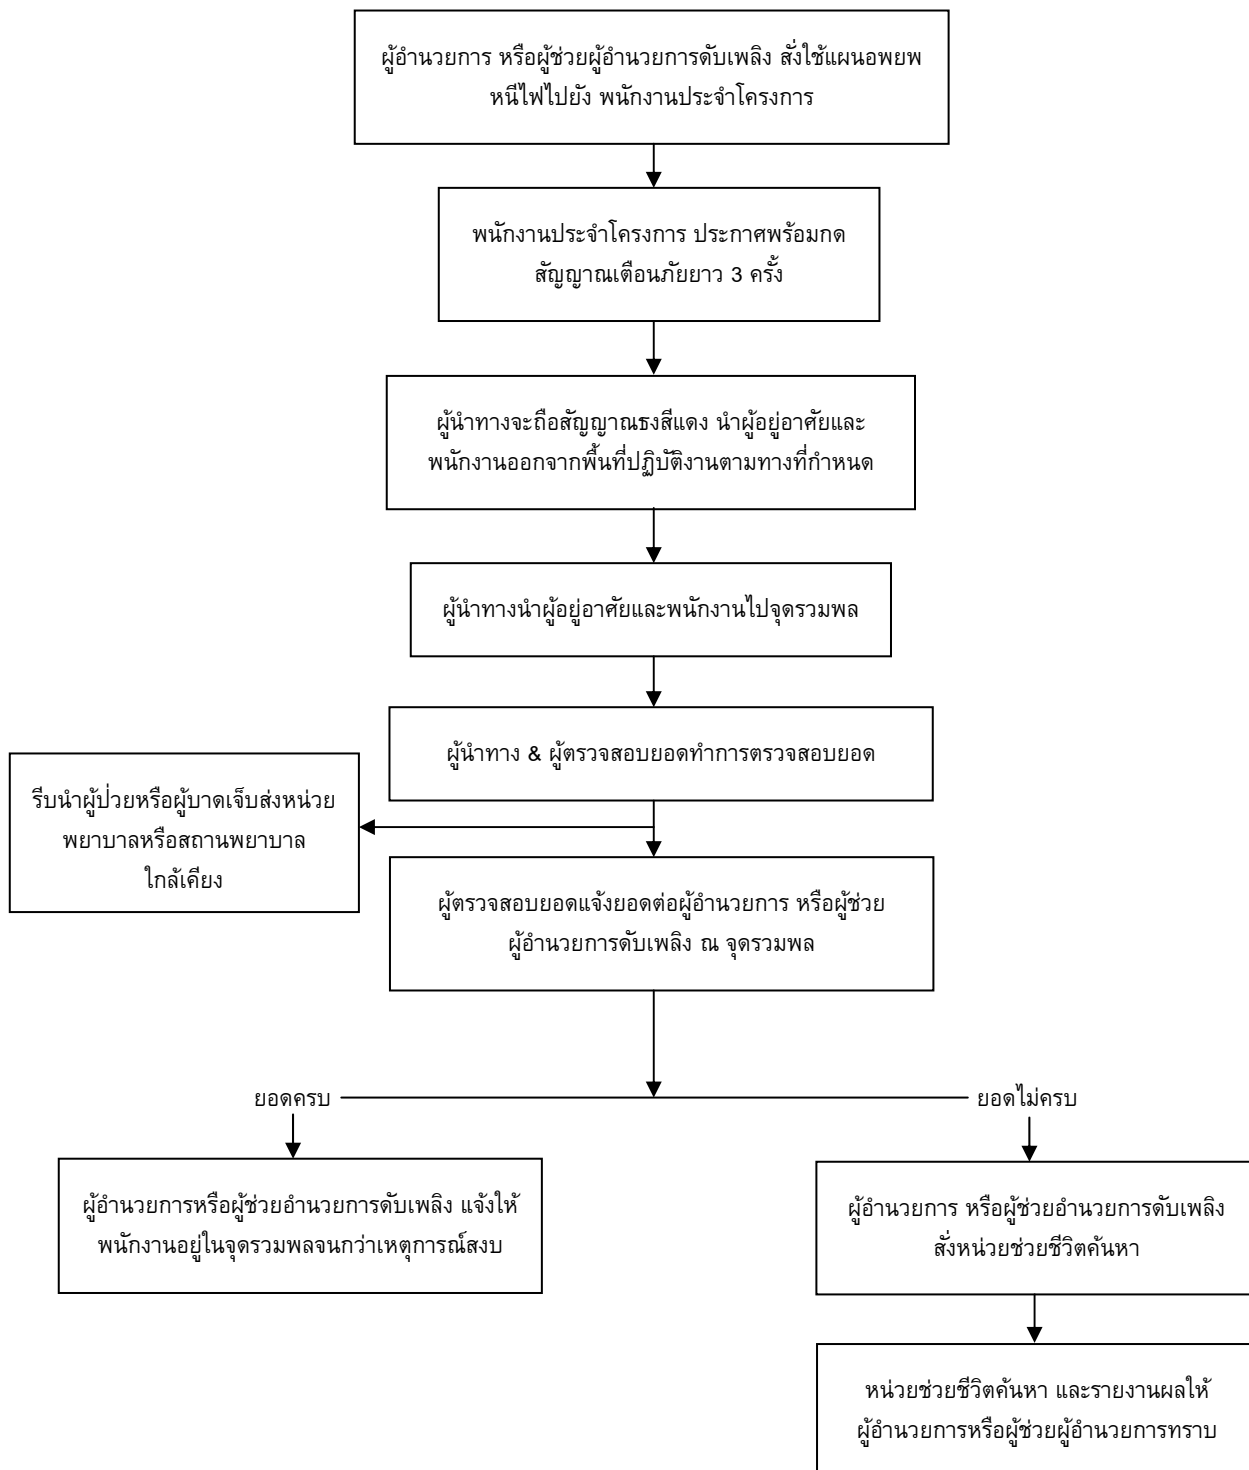 ผู้อำนวยการ หรือผู้ช่วยผู้อำนวยการดับเพลิง สั่งใช้แผนอพยพ
หนีไฟไปยัง พนักงานประจำโครงการ
พนักงานประจำโครงการ ประกาศพร้อมกด
สัญญาณเตือนภัยยาว 3 ครั้ง
ผู้นำทางจะถือสัญญาณธงสีแดง นำผู้อยู่อาศัยและ
พนักงานออกจากพื้นที่ปฏิบัติงานตามทางที่กำหนด
ผู้นำทางนำผู้อยู่อาศัยและพนักงานไปจุดรวมพล
ผู้นำทาง & ผู้ตรวจสอบยอดทำการตรวจสอบยอด
รีบนำผู้ป่วยหรือผู้บาดเจ็บส่งหน่วย
พยาบาลหรือสถานพยาบาล
ใกล้เคียง
ผู้ตรวจสอบยอดแจ้งยอดต่อผู้อำนวยการ หรือผู้ช่วย
ผู้อำนวยการดับเพลิง ณ จุดรวมพล
ยอดครบ
ยอดไม่ครบ
ผู้อำนวยการหรือผู้ช่วยอำนวยการดับเพลิง แจ้งให้
พนักงานอยู่ในจุดรวมพลจนกว่าเหตุการณ์สงบ
ผู้อำนวยการ หรือผู้ช่วยอำนวยการดับเพลิง
สั่งหน่วยช่วยชีวิตค้นหา
หน่วยช่วยชีวิตค้นหา และรายงานผลให้
ผู้อำนวยการหรือผู้ช่วยผู้อำนวยการทราบ